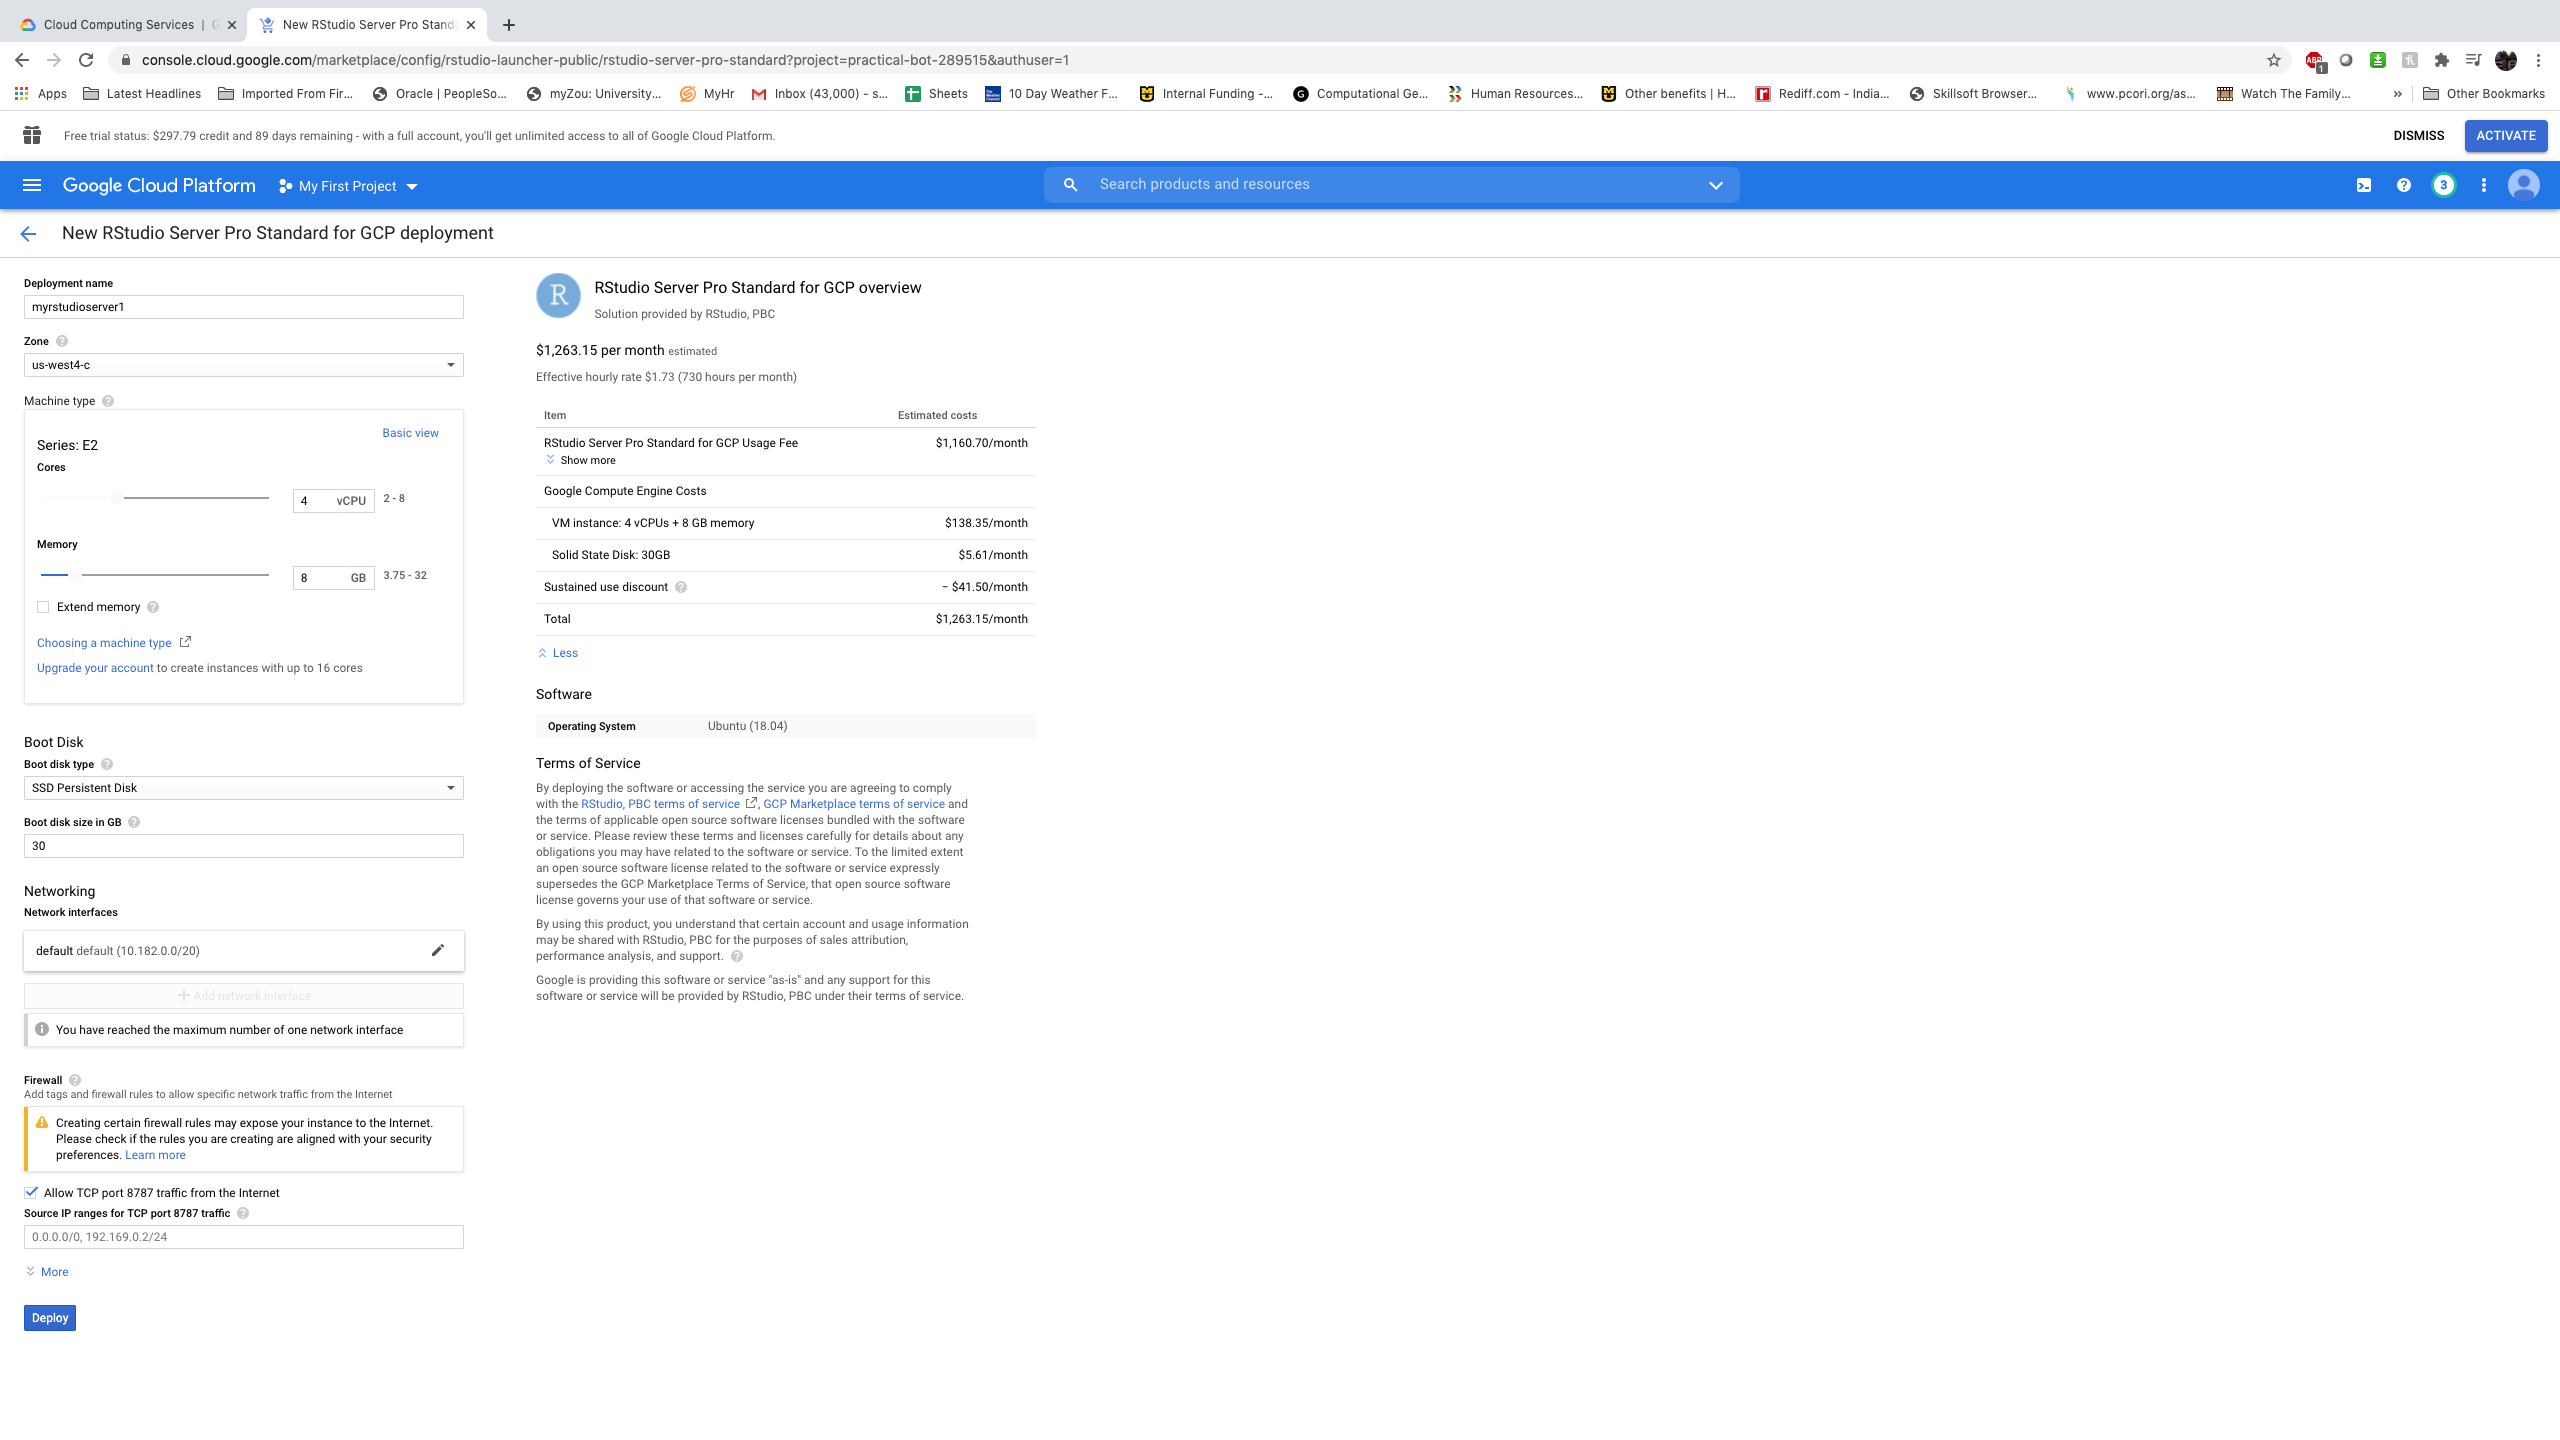 Cloud Computing Services | G
New RStudio Server Pro Stand
console.cloud.google.com/marketplace/config/rstudio-launcher-public/rstudio-server-pro-standard?project=practical-bot-289515&authuser=1
ABP 1
Apps Latest Headlines Imported From Fir... Oracle | PeopleSo... myZou: University... MyHr Inbox (43,000) - s... Sheets 10 Day Weather F... Internal Funding -... Computational Ge... Human Resources... Other benefits | H... Rediff.com - India... Skillsoft Browser... www.pcori.org/as... Watch The Family... » Other Bookmarks
Free trial status: $297.79 credit and 89 days remaining - with a full account, you'll get unlimited access to all of Google Cloud Platform.
DISMISS ACTIVATE
Google Cloud Platform My First Project Search products and resources 3
New RStudio Server Pro Standard for GCP deployment
Deployment name
myrstudioserver1
Zone
us-west4-c
Machine type
Basic view
Series: E2
Cores
4 vCPU 2 - 8
Memory
8 GB 3.75 - 32
Extend memory
Choosing a machine type
Upgrade your account to create instances with up to 16 cores
Boot Disk
Boot disk type
SSD Persistent Disk
Boot disk size in GB
30
Networking
Network interfaces
default default (10.182.0.0/20)
Add network interface
You have reached the maximum number of one network interface
Firewall
Add tags and firewall rules to allow specific network traffic from the Internet
Creating certain firewall rules may expose your instance to the Internet.
Please check if the rules you are creating are aligned with your security
preferences. Learn more
Allow TCP port 8787 traffic from the Internet
Source IP ranges for TCP port 8787 traffic
0.0.0.0/0, 192.169.0.2/24
More
Deploy
R
RStudio Server Pro Standard for GCP overview
Solution provided by RStudio, PBC
$1,263.15 per month estimated
Effective hourly rate $1.73 (730 hours per month)
Item Estimated costs
RStudio Server Pro Standard for GCP Usage Fee $1,160.70/month
Show more
Google Compute Engine Costs
VM instance: 4 vCPUs + 8 GB memory $138.35/month
Solid State Disk: 30GB $5.61/month
Sustained use discount − $41.50/month
Total $1,263.15/month
Less
Software
Operating System Ubuntu (18.04)
Terms of Service
By deploying the software or accessing the service you are agreeing to comply
with the RStudio, PBC terms of service , GCP Marketplace terms of service and
the terms of applicable open source software licenses bundled with the software
or service. Please review these terms and licenses carefully for details about any
obligations you may have related to the software or service. To the limited extent
an open source software license related to the software or service expressly
supersedes the GCP Marketplace Terms of Service, that open source software
license governs your use of that software or service.
By using this product, you understand that certain account and usage information
may be shared with RStudio, PBC for the purposes of sales attribution,
performance analysis, and support.
Google is providing this software or service "as-is" and any support for this
software or service will be provided by RStudio, PBC under their terms of service.